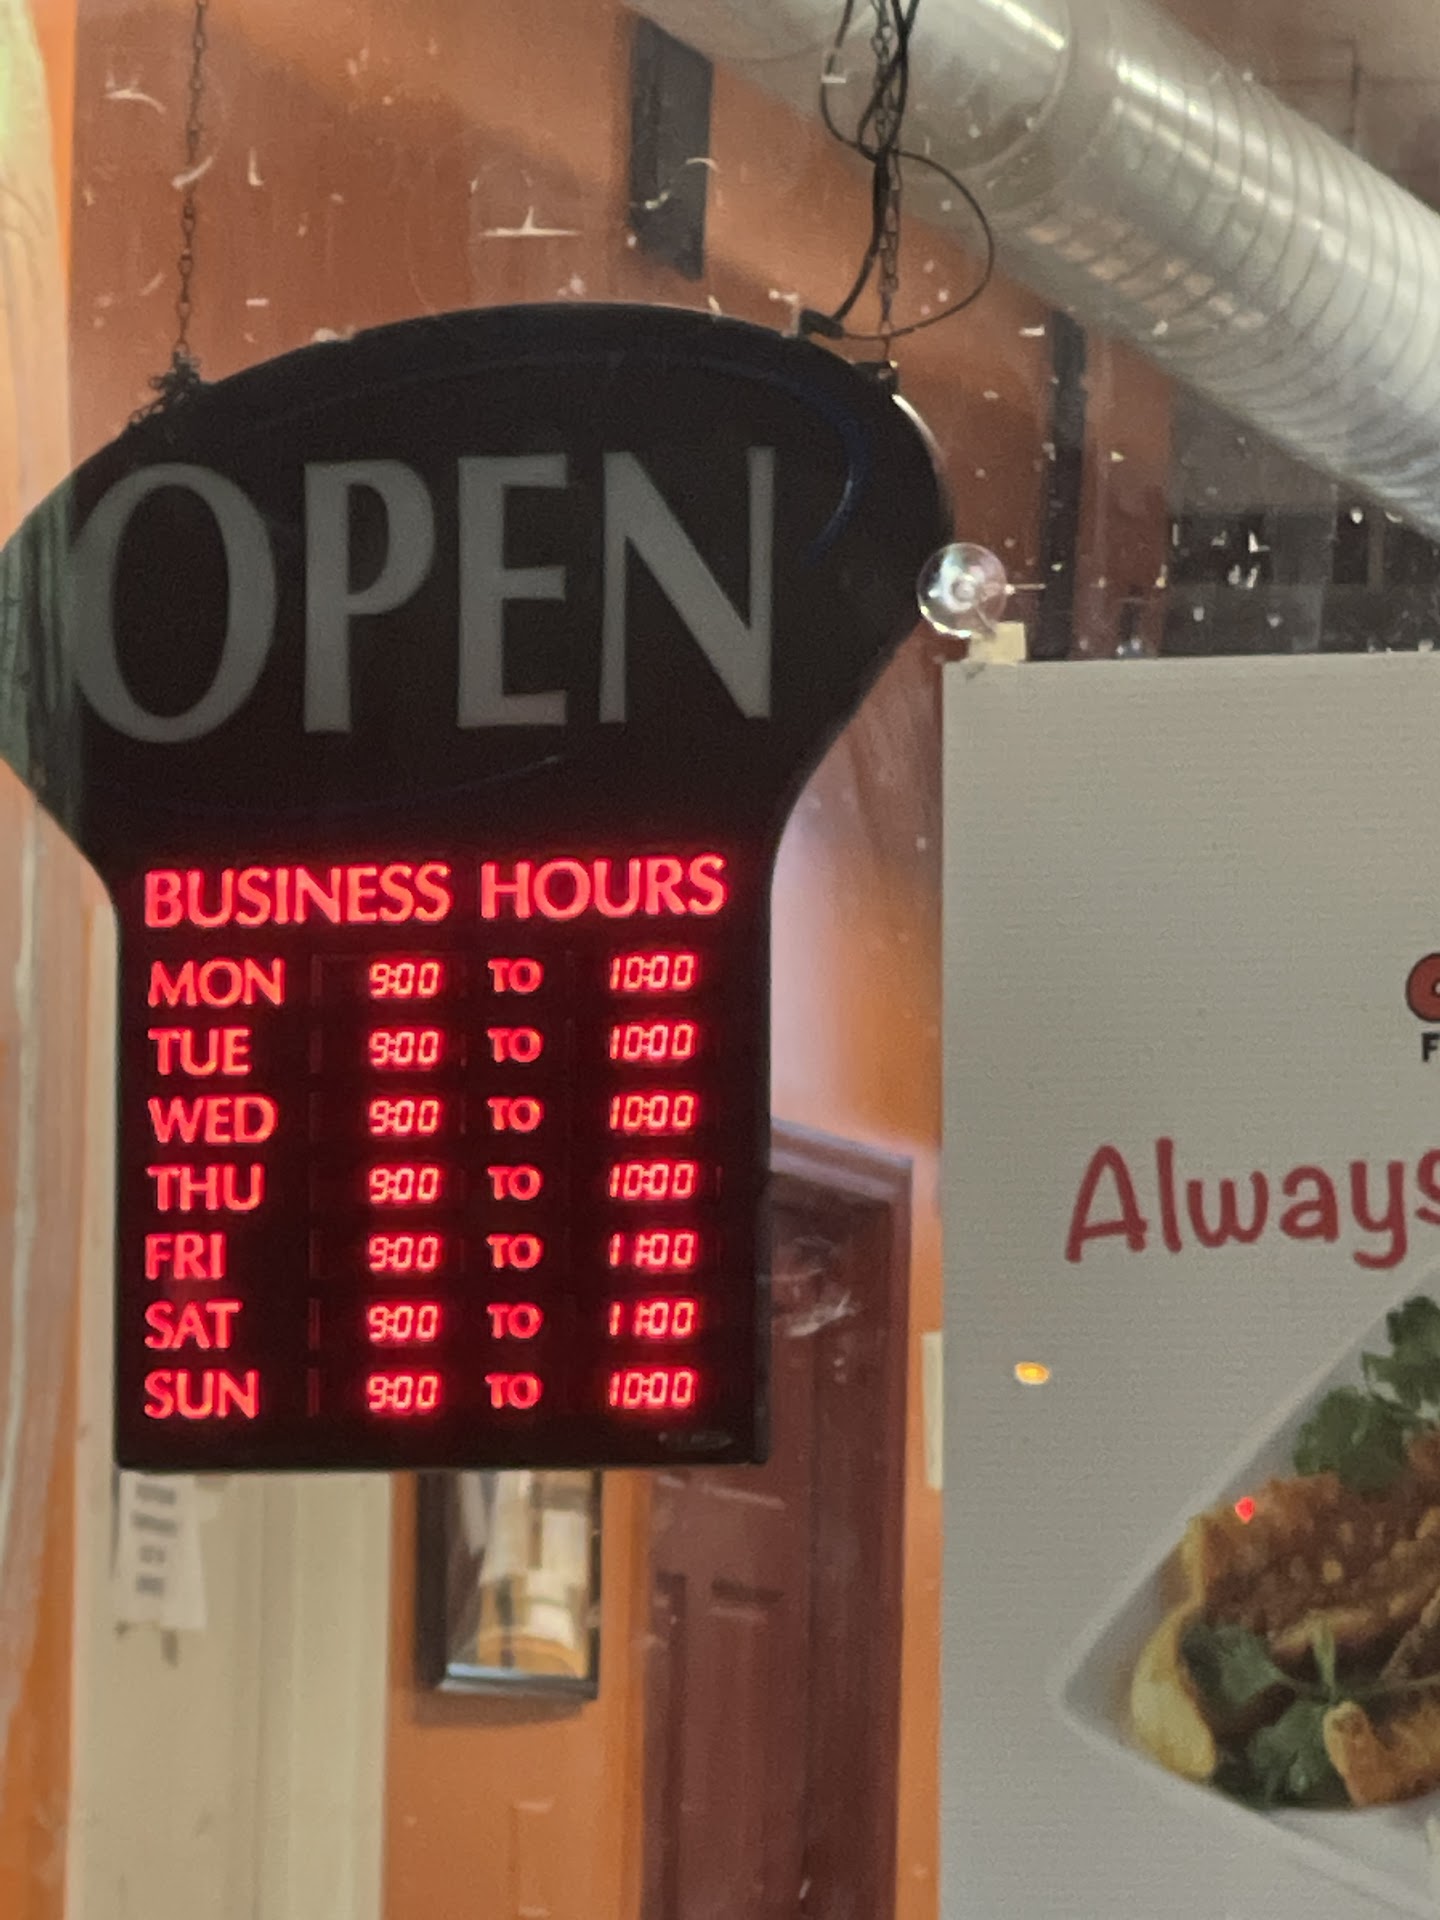 OPEN
BUSINESS HOURS
MON 9:00 TO 10:00
TUE 9:00 TO 10:00
WED 9:00 TO 10:00
THU 9:00 TO 10:00
FRI 9:00 TO 11:00
SAT 9:00 TO 11:00
SUN 9:00 TO 10:00
Always